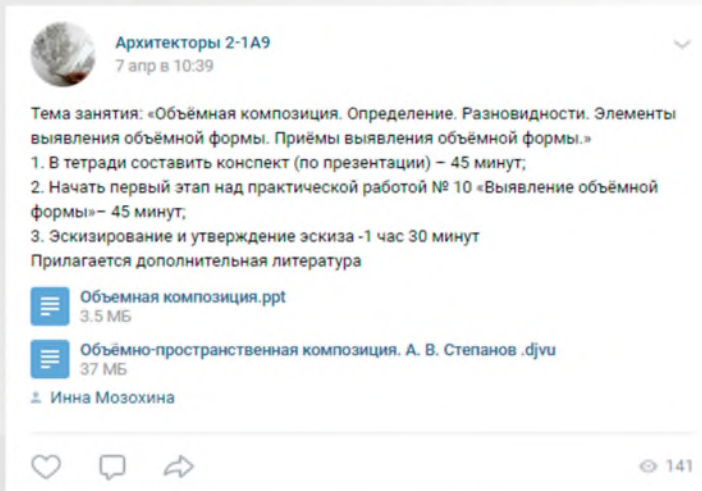 Архитекторы 2-1А9
7 апр в 10:39
Тема занятия: «Объёмная композиция. Определение. Разновидности. Элементы
выявления объёмной формы. Приёмы выявления объёмной формы.»
1. В тетради составить конспект (по презентации) – 45 минут;
2. Начать первый этап над практической работой № 10 «Выявление объёмной
формы»– 45 минут;
3. Эскизирование и утверждение эскиза -1 час 30 минут
Прилагается дополнительная литература
Объемная композиция.ppt
3.5 МБ
Объёмно-пространственная композиция. А. В. Степанов .djvu
37 МБ
Инна Мозохина
141